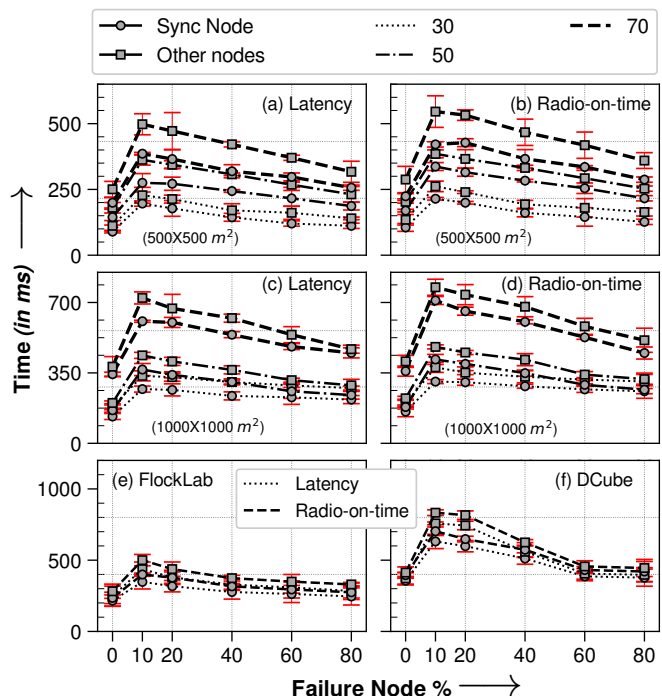 Sync Node 30 70
Other nodes 50
(a) Latency (b) Radio-on-time
500
250
0
(500X500 m²) (500X500 m²)
(c) Latency (d) Radio-on-time
700
350
0
(1000X1000 m²) (1000X1000 m²)
(e) FlockLab (f) DCube
Latency
Radio-on-time
1000
500
0
0 10 20 40 60 80 0 10 20 40 60 80
Time (in ms) ⟶
Failure Node % ⟶